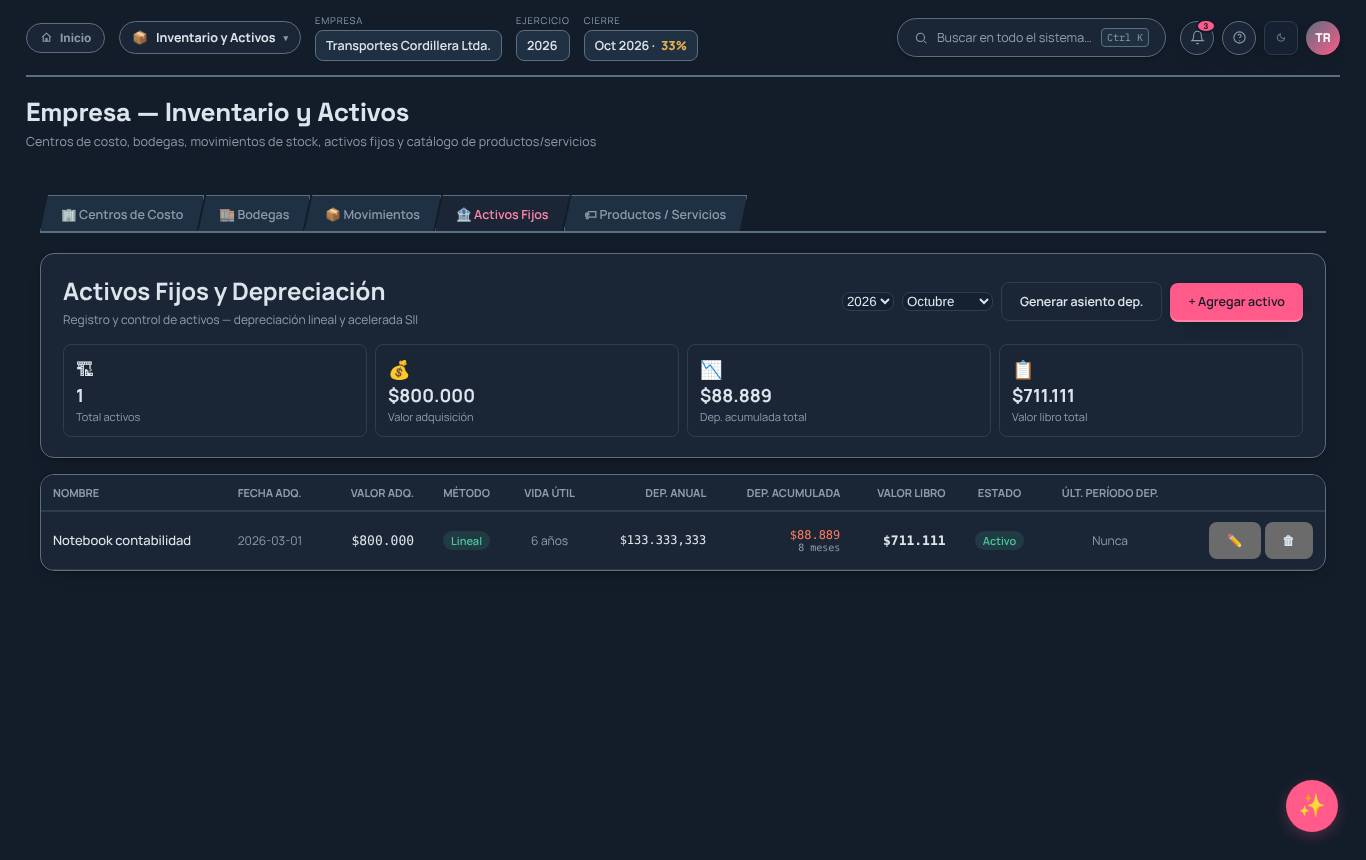 Inicio
Inventario y Activos
EMPRESA
Transportes Cordillera Ltda.
EJERCICIO
2026
CIERRE
Oct 2026 · 33%
Buscar en todo el sistema...
Ctrl K
3
TR
Empresa — Inventario y Activos
Centros de costo, bodegas, movimientos de stock, activos fijos y catálogo de productos/servicios
Centros de Costo
Bodegas
Movimientos
Activos Fijos
Productos / Servicios
Activos Fijos y Depreciación
Registro y control de activos — depreciación lineal y acelerada SII
2026
Octubre
Generar asiento dep.
+ Agregar activo
1
Total activos
$800.000
Valor adquisición
$88.889
Dep. acumulada total
$711.111
Valor libro total
NOMBRE FECHA ADQ. VALOR ADQ. MÉTODO VIDA ÚTIL DEP. ANUAL DEP. ACUMULADA VALOR LIBRO ESTADO ÚLT. PERÍODO DEP.
Notebook contabilidad 2026-03-01 $800.000 Lineal 6 años $133.333,333 $88.889 $711.111 Activo Nunca
8 meses